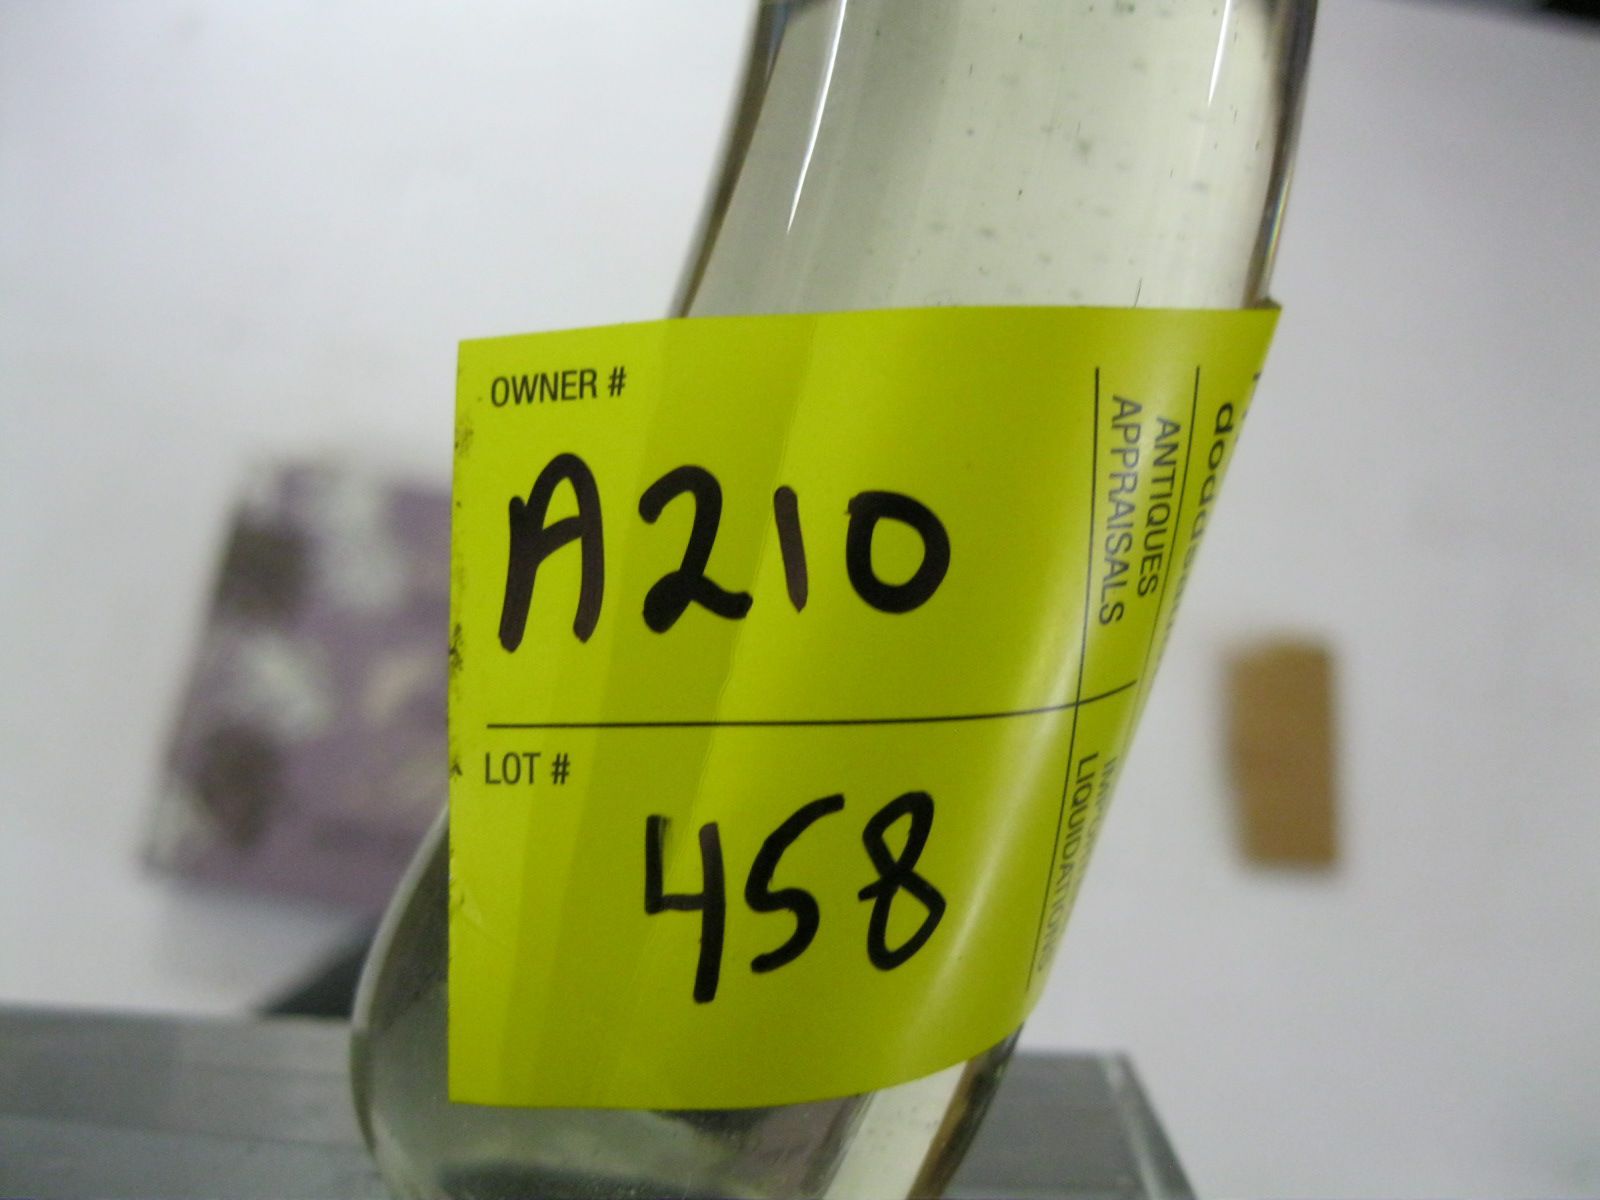 OWNER #
A210
LOT #
458
ANTIQUES
APPRAISALS
LIQUIDATIONS